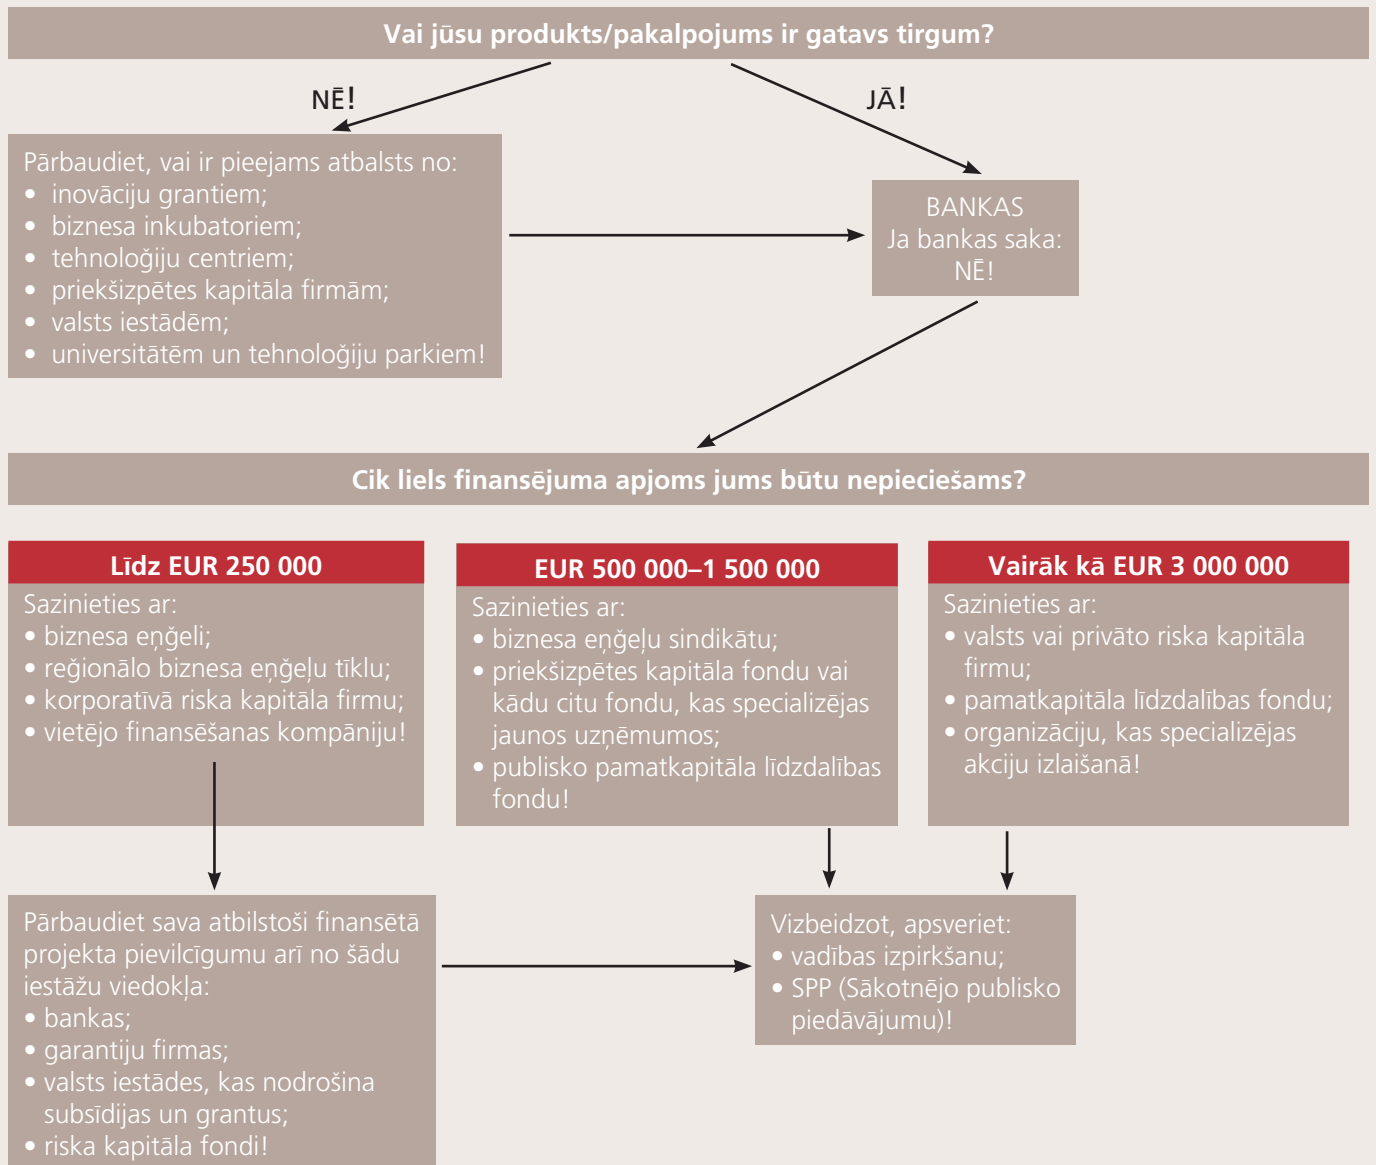 Vai jūsu produkts/pakalpojums ir gatavs tirgum?
NĒ!
JĀ!
Pārbaudiet, vai ir pieejams atbalsts no:
• inovāciju grantiem;
• biznesa inkubatoriem;
• tehnoloģiju centriem;
• priekšizpētes kapitāla firmām;
• valsts iestādēm;
• universitātēm un tehnoloģiju parkiem!
BANKAS
Ja bankas saka:
NĒ!
Cik liels finansējuma apjoms jums būtu nepieciešams?
Līdz EUR 250 000
Sazinieties ar:
• biznesa eņģeli;
• reģionālo biznesa eņģeļu tīklu;
• korporatīvā riska kapitāla firmu;
• vietējo finansēšanas kompāniju!
EUR 500 000–1 500 000
Sazinieties ar:
• biznesa eņģeļu sindikātu;
• priekšizpētes kapitāla fondu vai
kādu citu fondu, kas specializējas
jaunos uzņēmumos;
• publisko pamatkapitāla līdzdalības
fondu!
Vairāk kā EUR 3 000 000
Sazinieties ar:
• valsts vai privāto riska kapitāla
firmu;
• pamatkapitāla līdzdalības fondu;
• organizāciju, kas specializējas
akciju izlaišanā!
Pārbaudiet sava atbilstoši finansētā
projekta pievilcīgumu arī no šādu
iestāžu viedokļa:
• bankas;
• garantiju firmas;
• valsts iestādes, kas nodrošina
subsīdijas un grantus;
• riska kapitāla fondi!
Vizbeidzot, apsveriet:
• vadības izpirkšanu;
• SPP (Sākotnējo publisko
piedāvājumu)!